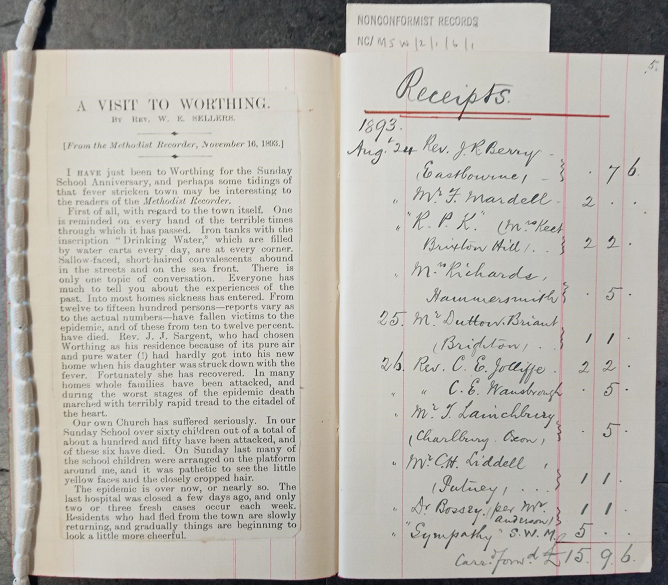 NONCONFORMIST RECORDS
NC/MSW/2/1/6/1
A VISIT TO WORTHING.
BY REV. W. E. SELLERS.
[From the Methodist Recorder, November 16, 1893.]
I HAVE just been to Worthing for the Sunday
School Anniversary, and perhaps some tidings of
that fever stricken town may be interesting to
the readers of the Methodist Recorder.
First of all, with regard to the town itself. One
is reminded on every hand of the terrible times
through which it has passed. Iron tanks with the
inscription "Drinking Water," which are filled
by water carts every day, are at every corner.
Sallow-faced, short-haired convalescents abound
in the streets and on the sea front. There is
only one topic of conversation. Everyone has
much to tell you about the experiences of the
past. Into most homes sickness has entered. From
twelve to fifteen hundred persons—reports vary as
to the actual numbers—have fallen victims to the
epidemic, and of these from ten to twelve percent.
have died. Rev. J. J. Sargent, who had chosen
Worthing as his residence because of its pure air
and pure water (!) had hardly got into his new
home when his daughter was struck down with the
fever. Fortunately she has recovered. In many
homes whole families have been attacked, and
during the worst stages of the epidemic death
marched with terribly rapid tread to the citadel of
the heart.
Our own Church has suffered seriously. In our
Sunday School over sixty children out of a total of
about a hundred and fifty have been attacked, and
of these six have died. On Sunday last many of
the school children were arranged on the platform
around me, and it was pathetic to see the little
yellow faces and the closely cropped hair.
The epidemic is over now, or nearly so. The
last hospital was closed a few days ago, and only
two or three fresh cases occur each week.
Residents who had fled from the town are slowly
returning, and gradually things are beginning to
look a little more cheerful.
5.
Receipts.
1893.
Augt 24 Rev. J. R. Berry
(Eastbourne) . 7 6.
" Mr F. Mardell 2 . .
" "R. P. K." (Mrs Keet
Brixton Hill,) 2 2 .
" Mrs Richards,
Hammersmith . 5 .
25. Mr Dutton Briant
(Brighton) 1 1 .
26. Rev. C. E. Jolliffe 2 2 .
" " C. E. Wansbrough . 5 .
" Mr T. Lainchbury
(Charlbury. Oxon) . 5 .
" Mr C. H. Liddell
(Putney) 1 1 .
" Dr Bossey (per Mr.
Anderson) 1 1 .
" "Sympathy" S. W. M. 5 . .
Card forwd £ 15. 9. 6